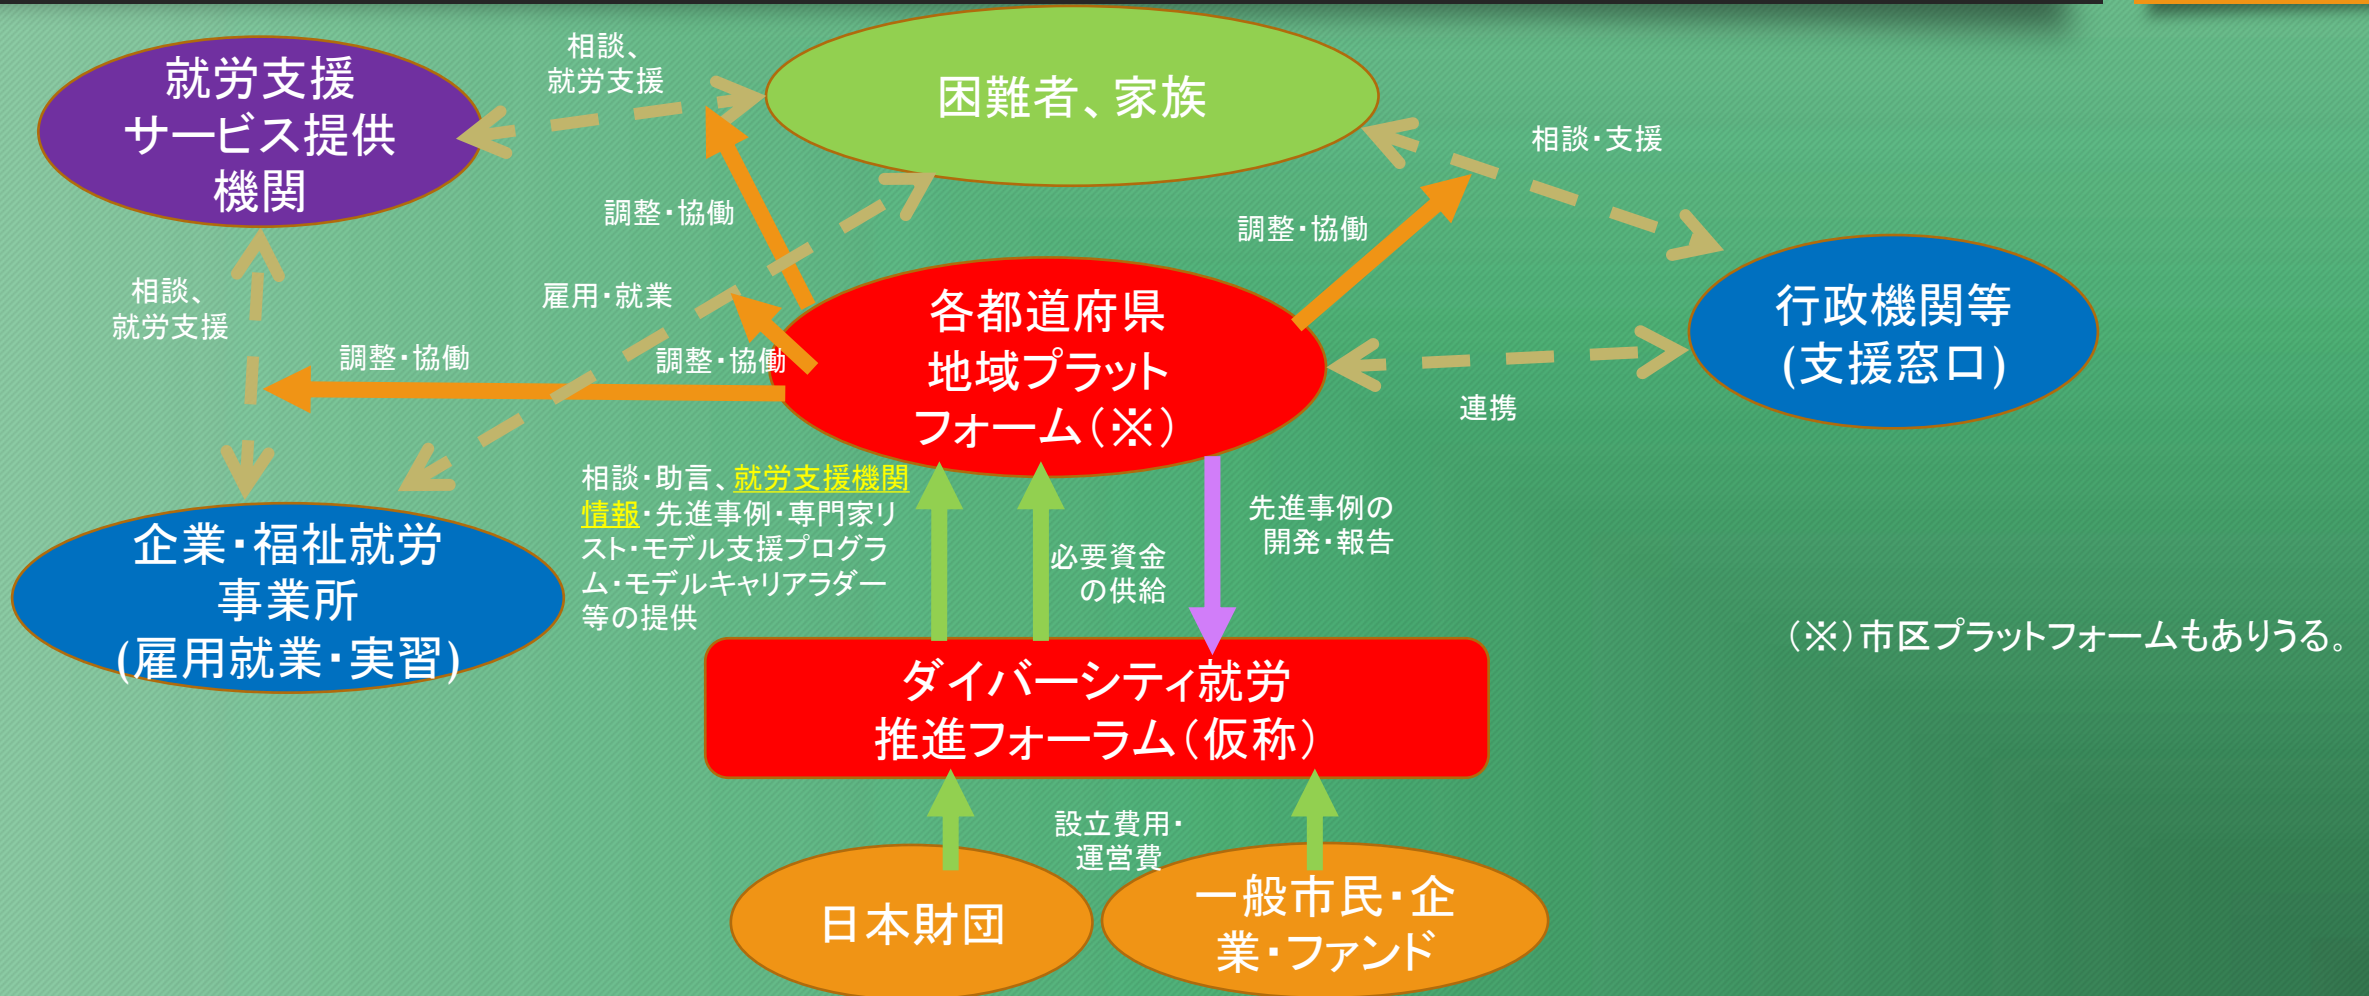 相談、
就労支援
就労支援
サービス提供
機関
困難者、家族
相談・支援
調整・協働
調整・協働
相談、
就労支援
雇用・就業
各都道府県
地域プラット
フォーム（※）
行政機関等
(支援窓口)
調整・協働
調整・協働
連携
相談・助言、就労支援機関
情報・先進事例・専門家リ
スト・モデル支援プログラ
ム・モデルキャリアラダー
等の提供
必要資金
の供給
先進事例の
開発・報告
企業・福祉就労
事業所
(雇用就業・実習)
（※）市区プラットフォームもありうる。
ダイバーシティ就労
推進フォーラム（仮称）
設立費用・
運営費
日本財団
一般市民・企
業・ファンド